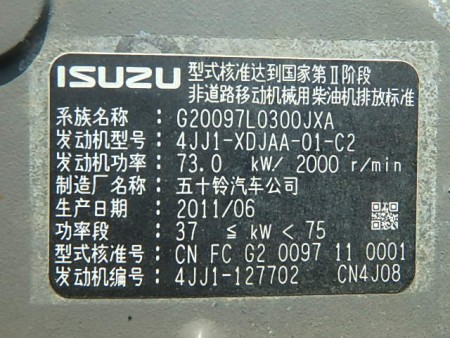 ISUZU
型式核准达到国家第Ⅱ阶段
非道路移动机械用柴油机排放标准
系族名称： G20097L0300JXA
发动机型号： 4JJ1-XDJAA-01-C2
发动机功率： 73.0 kW/ 2000 r/min
制造厂名称： 五十铃汽车公司
生产日期： 2011/06
功率段： 37 ≦ kW < 75
型式核准号： CN FC G2 0097 11 0001
发动机编号： 4JJ1-127702 CN4J08